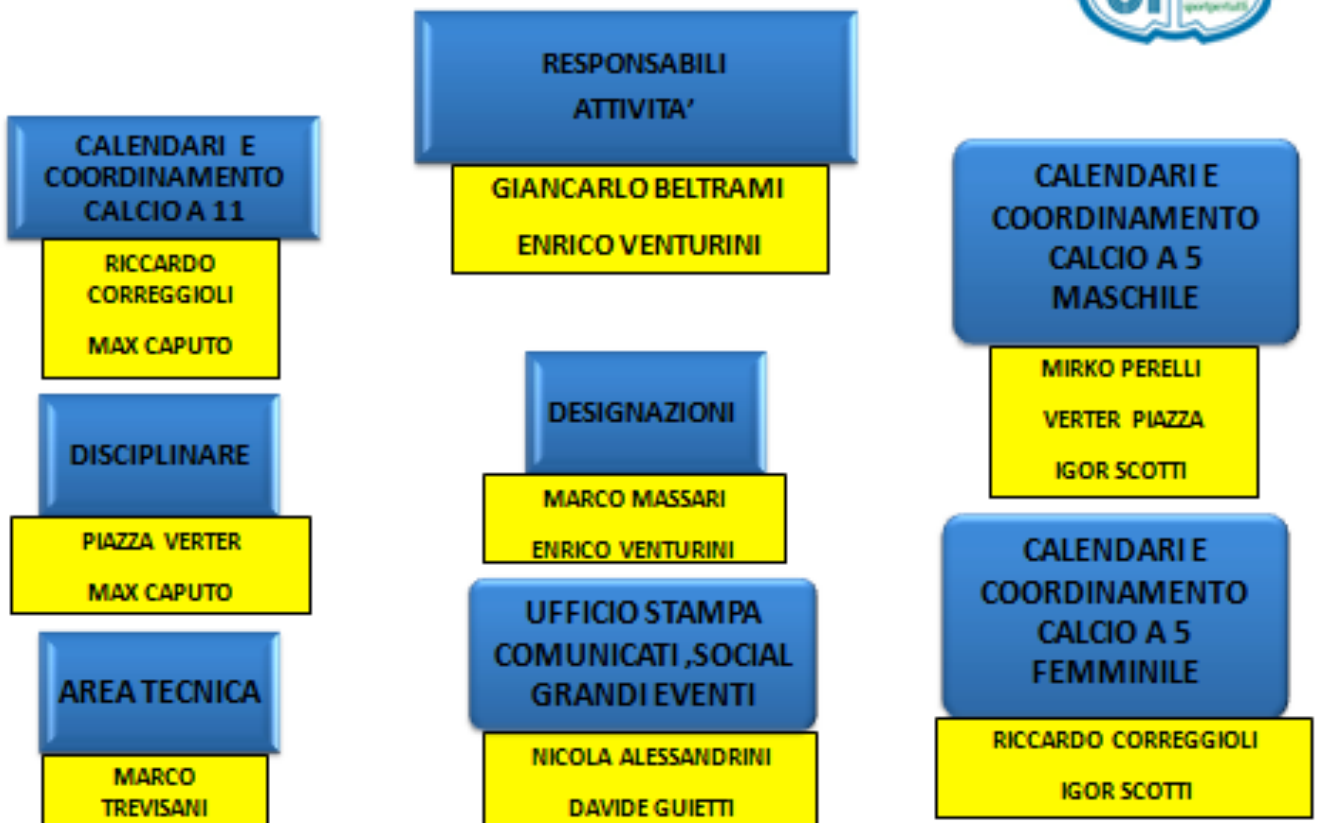 sportpertutti
RESPONSABILI
ATTIVITA'
GIANCARLO BELTRAMI
ENRICO VENTURINI
CALENDARI E
COORDINAMENTO
CALCIO A 11
RICCARDO
CORREGGIOLI
MAX CAPUTO
DISCIPLINARE
PIAZZA VERTER
MAX CAPUTO
AREA TECNICA
MARCO
TREVISANI
DESIGNAZIONI
MARCO MASSARI
ENRICO VENTURINI
UFFICIO STAMPA
COMUNICATI ,SOCIAL
GRANDI EVENTI
NICOLA ALESSANDRINI
DAVIDE GUIETTI
CALENDARI E
COORDINAMENTO
CALCIO A 5
MASCHILE
MIRKO PERELLI
VERTER PIAZZA
IGOR SCOTTI
CALENDARI E
COORDINAMENTO
CALCIO A 5
FEMMINILE
RICCARDO CORREGGIOLI
IGOR SCOTTI